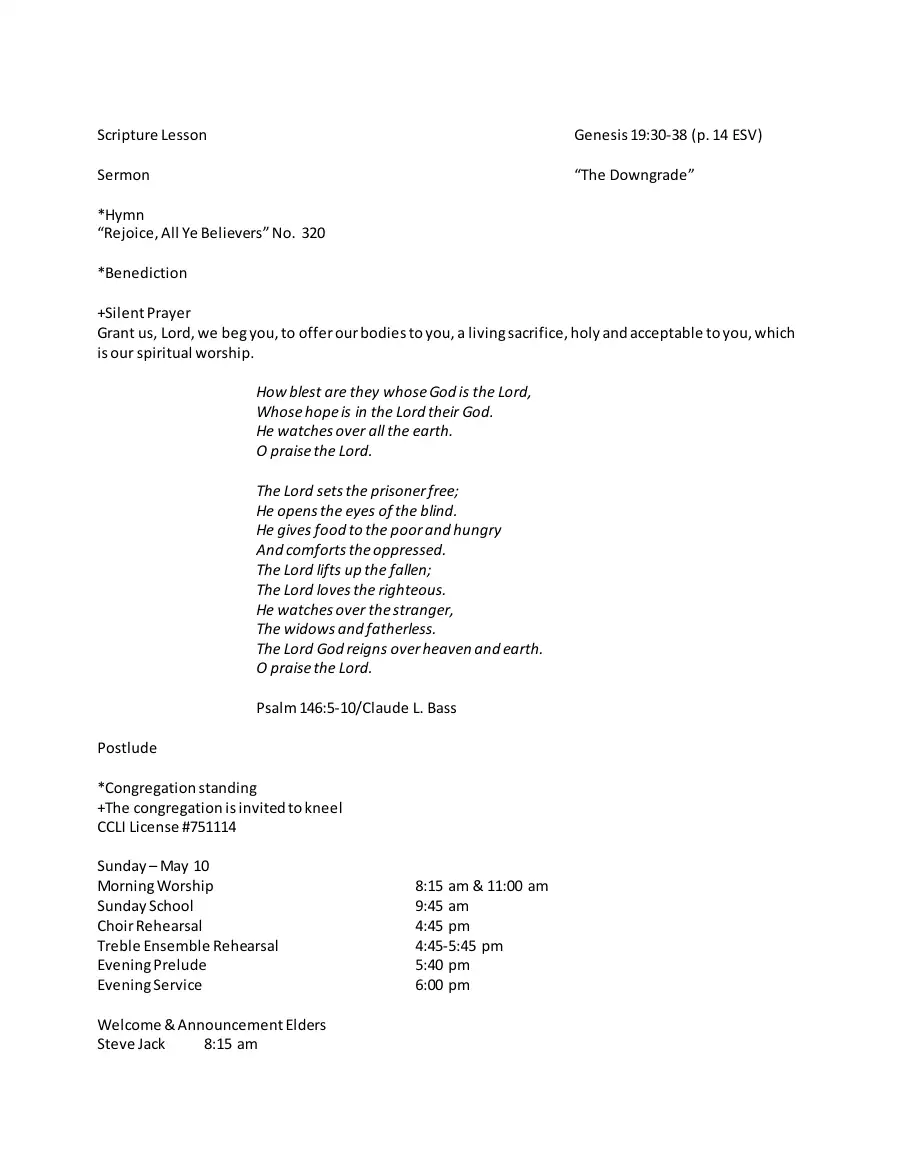 Scripture Lesson Genesis 19:30-38 (p. 14 ESV)
Sermon “The Downgrade”
*Hymn
“Rejoice, All Ye Believers” No. 320
*Benediction
+Silent Prayer
Grant us, Lord, we beg you, to offer our bodies to you, a living sacrifice, holy and acceptable to you, which
is our spiritual worship.
How blest are they whose God is the Lord,
Whose hope is in the Lord their God.
He watches over all the earth.
O praise the Lord.
The Lord sets the prisoner free;
He opens the eyes of the blind.
He gives food to the poor and hungry
And comforts the oppressed.
The Lord lifts up the fallen;
The Lord loves the righteous.
He watches over the stranger,
The widows and fatherless.
The Lord God reigns over heaven and earth.
O praise the Lord.
Psalm 146:5-10/Claude L. Bass
Postlude
*Congregation standing
+The congregation is invited to kneel
CCLI License #751114
Sunday – May 10
Morning Worship 8:15 am & 11:00 am
Sunday School 9:45 am
Choir Rehearsal 4:45 pm
Treble Ensemble Rehearsal 4:45-5:45 pm
Evening Prelude 5:40 pm
Evening Service 6:00 pm
Welcome & Announcement Elders
Steve Jack 8:15 am